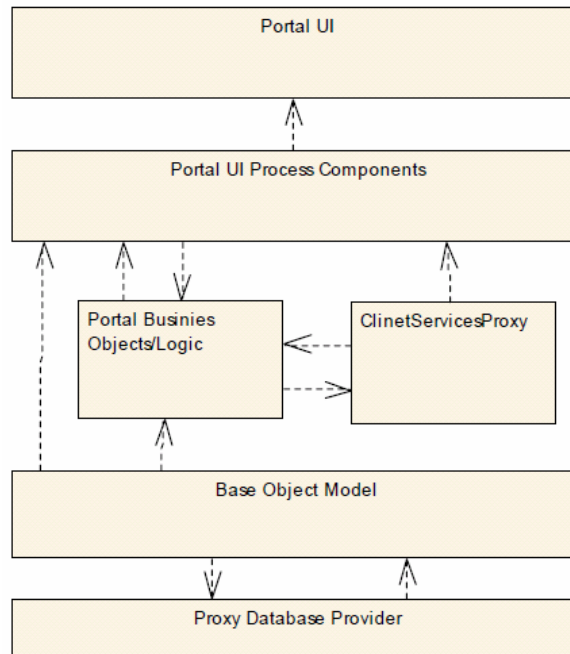 Portal UI
Portal UI Process Components
Portal Businies
Objects/Logic
ClinetServicesProxy
Base Object Model
Proxy Database Provider